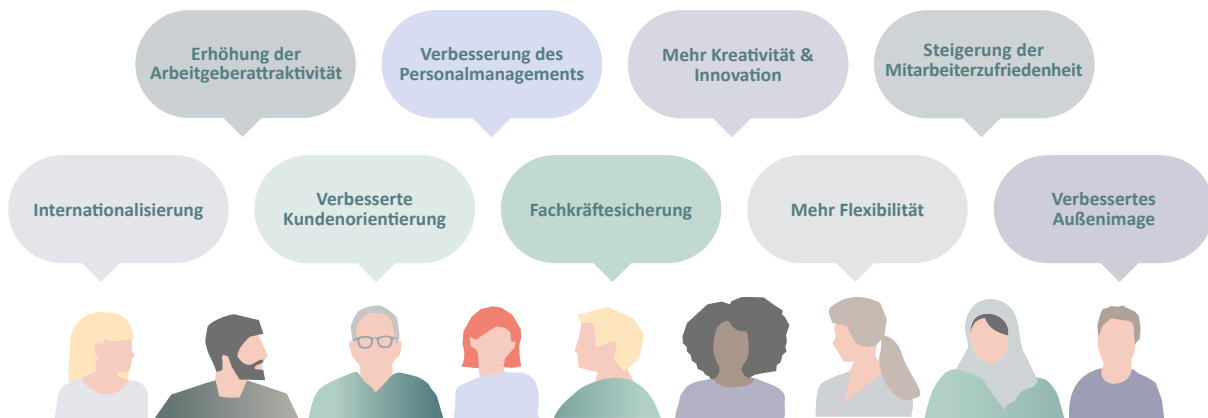 Erhöhung der
Arbeitgeberattraktivität
Verbesserung des
Personalmanagements
Mehr Kreativität &
Innovation
Steigerung der
Mitarbeiterzufriedenheit
Internationalisierung
Verbesserte
Kundenorientierung
Fachkräftesicherung
Mehr Flexibilität
Verbessertes
Außenimage